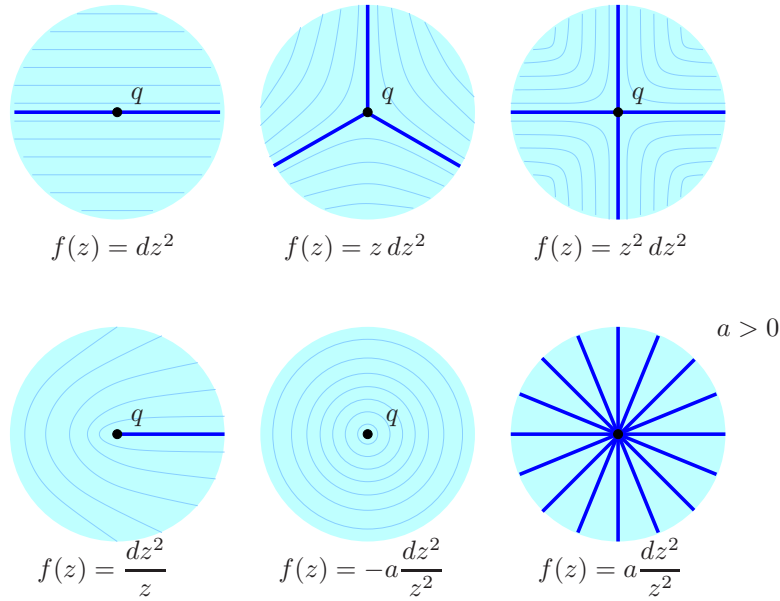 q q q
f(z) = dz² f(z) = z dz² f(z) = z² dz²
a > 0
q q
f(z) = dz²/z f(z) = −a dz²/z² f(z) = a dz²/z²